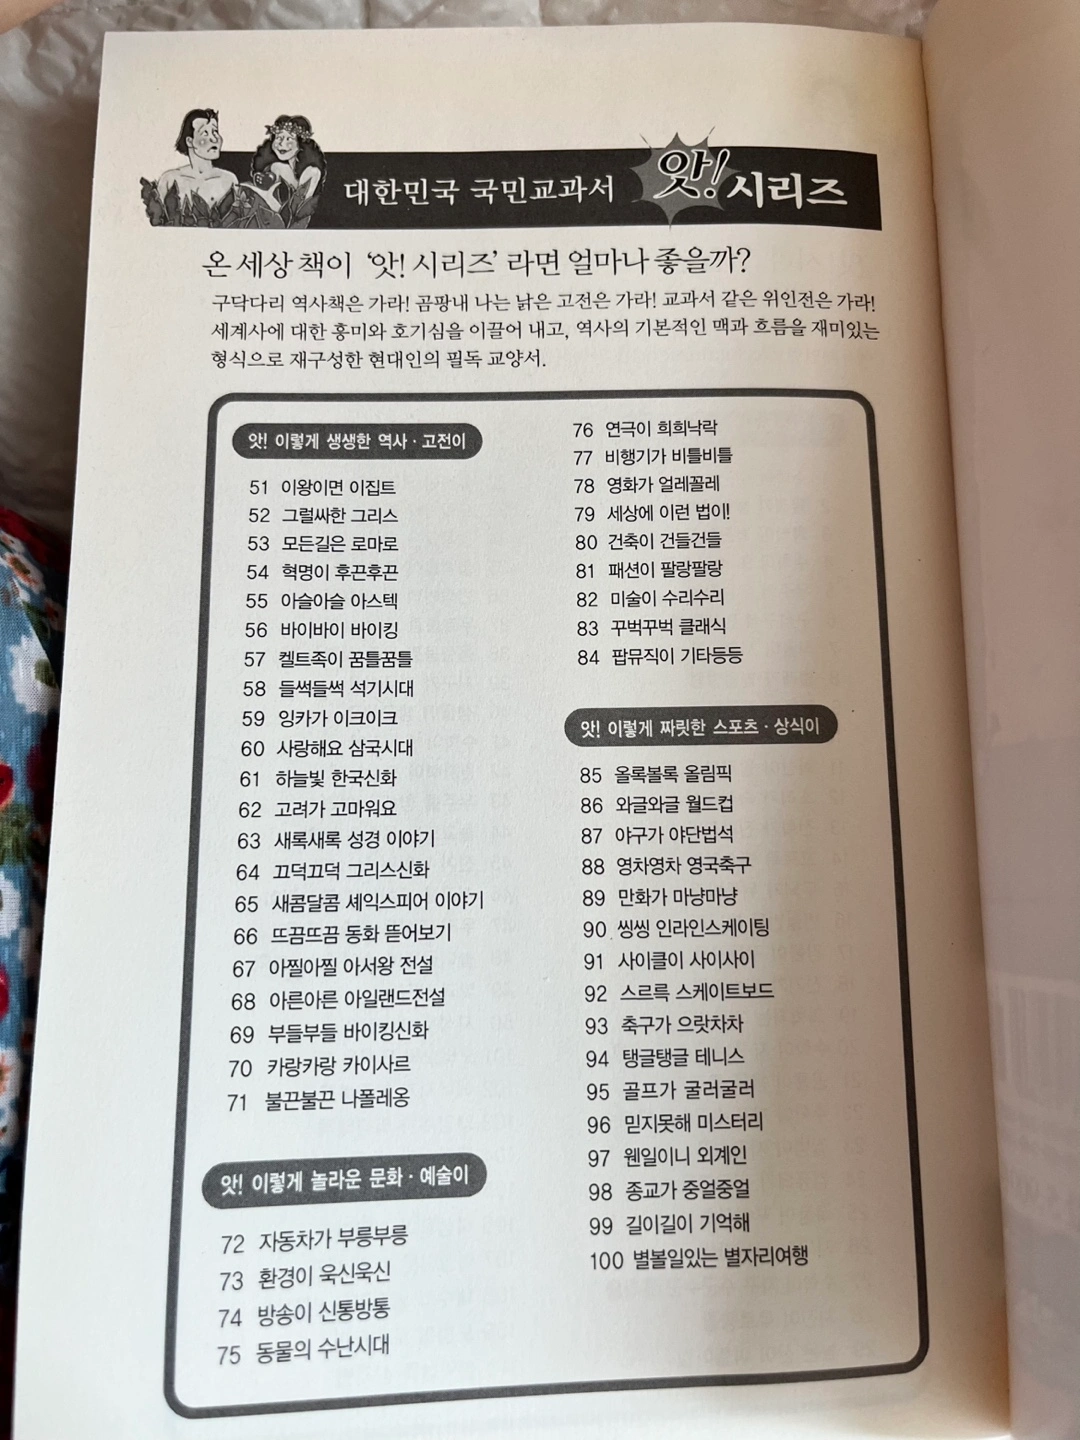 대한민국 국민교과서 앗! 시리즈
온 세상 책이 '앗! 시리즈' 라면 얼마나 좋을까?
구닥다리 역사책은 가라! 곰팡내 나는 낡은 고전은 가라! 교과서 같은 위인전은 가라!
세계사에 대한 흥미와 호기심을 이끌어 내고, 역사의 기본적인 맥과 흐름을 재미있는
형식으로 재구성한 현대인의 필독 교양서.
앗! 이렇게 생생한 역사·고전이
51 이왕이면 이집트
52 그럴싸한 그리스
53 모든길은 로마로
54 혁명이 후끈후끈
55 아슬아슬 아스텍
56 바이바이 바이킹
57 켈트족이 꿈틀꿈틀
58 들썩들썩 석기시대
59 잉카가 이크이크
60 사랑해요 삼국시대
61 하늘빛 한국신화
62 고려가 고마워요
63 새록새록 성경 이야기
64 끄덕끄덕 그리스신화
65 새콤달콤 셰익스피어 이야기
66 뜨끔뜨끔 동화 뜯어보기
67 아찔아찔 아서왕 전설
68 아른아른 아일랜드전설
69 부들부들 바이킹신화
70 카랑카랑 카이사르
71 불끈불끈 나폴레옹
앗! 이렇게 놀라운 문화·예술이
72 자동차가 부릉부릉
73 환경이 욱신욱신
74 방송이 신통방통
75 동물의 수난시대
76 연극이 희희낙락
77 비행기가 비틀비틀
78 영화가 얼레꼴레
79 세상에 이런 법이!
80 건축이 건들건들
81 패션이 팔랑팔랑
82 미술이 수리수리
83 꾸벅꾸벅 클래식
84 팝뮤직이 기타등등
앗! 이렇게 짜릿한 스포츠·상식이
85 올록볼록 올림픽
86 와글와글 월드컵
87 야구가 야단법석
88 영차영차 영국축구
89 만화가 마냥마냥
90 씽씽 인라인스케이팅
91 사이클이 사이사이
92 스르륵 스케이트보드
93 축구가 으랏차차
94 탱글탱글 테니스
95 골프가 굴러굴러
96 믿지못해 미스터리
97 웬일이니 외계인
98 종교가 중얼중얼
99 길이길이 기억해
100 별볼일있는 별자리여행